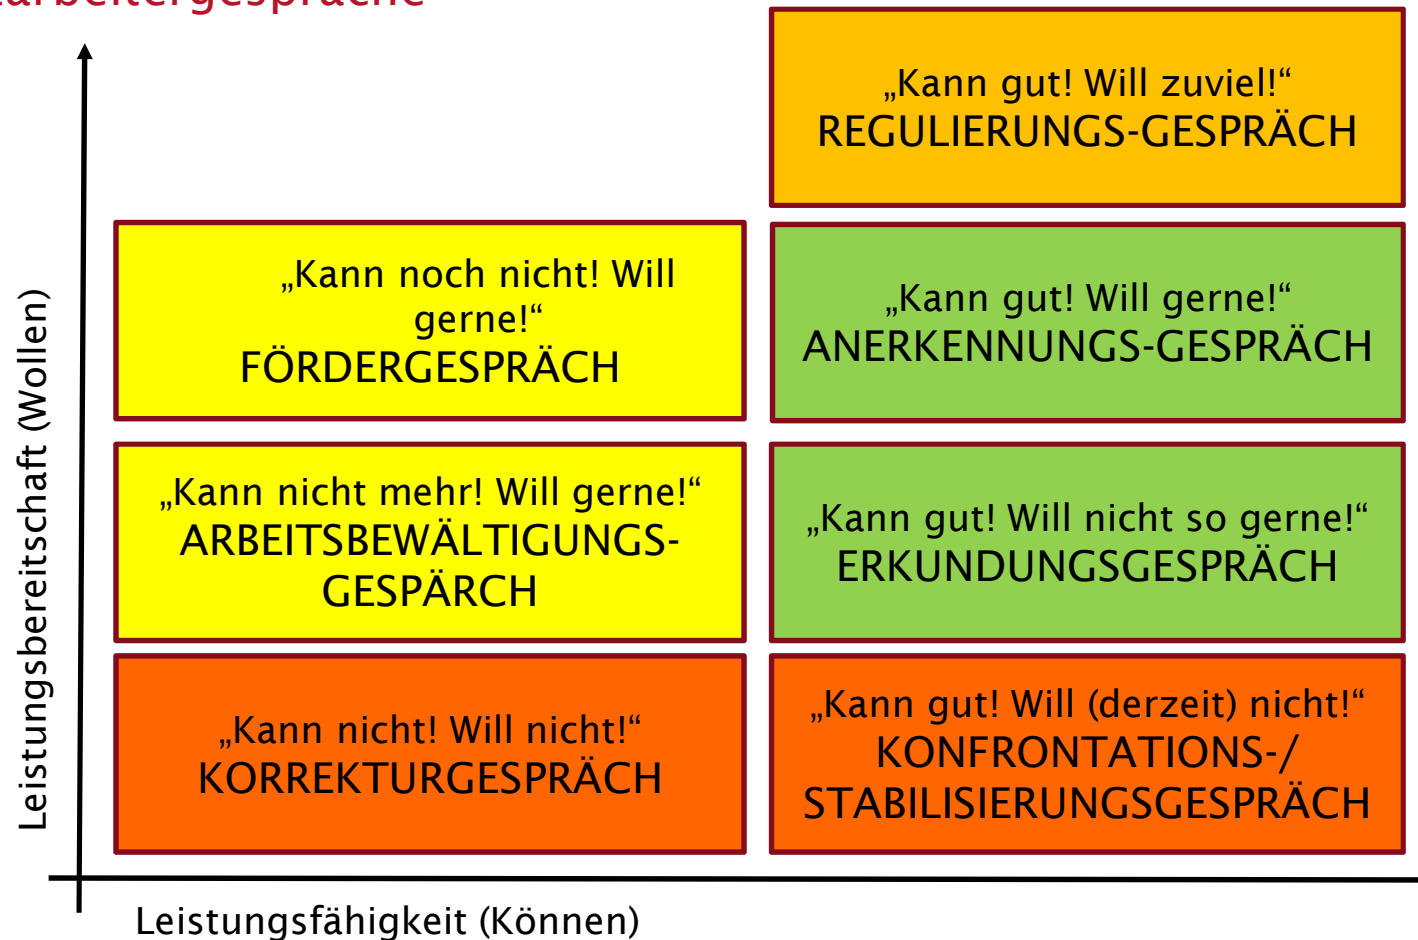 arbeitergespräche
„Kann gut! Will zuviel!“
REGULIERUNGS-GESPRÄCH
„Kann noch nicht! Will
gerne!“
FÖRDERGESPRÄCH
„Kann gut! Will gerne!“
ANERKENNUNGS-GESPRÄCH
„Kann nicht mehr! Will gerne!“
ARBEITSBEWÄLTIGUNGS-
GESPÄRCH
„Kann gut! Will nicht so gerne!“
ERKUNDUNGSGESPRÄCH
„Kann nicht! Will nicht!“
KORREKTURGESPRÄCH
„Kann gut! Will (derzeit) nicht!“
KONFRONTATIONS-/
STABILISIERUNGSGESPRÄCH
Leistungsbereitschaft (Wollen)
Leistungsfähigkeit (Können)